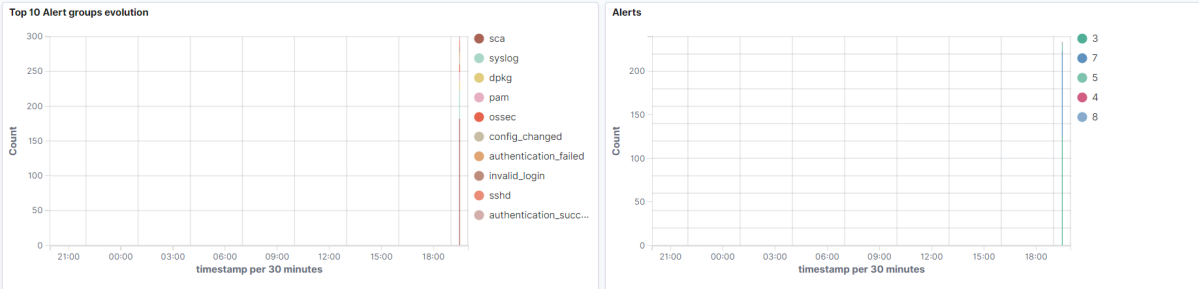 Top 10 Alert groups evolution
300
250
200
150
100
50
0
Count
21:00 00:00 03:00 06:00 09:00 12:00 15:00 18:00
timestamp per 30 minutes
sca
syslog
dpkg
pam
ossec
config_changed
authentication_failed
invalid_login
sshd
authentication_succ...
Alerts
200
150
100
50
0
Count
21:00 00:00 03:00 06:00 09:00 12:00 15:00 18:00
timestamp per 30 minutes
3
7
5
4
8